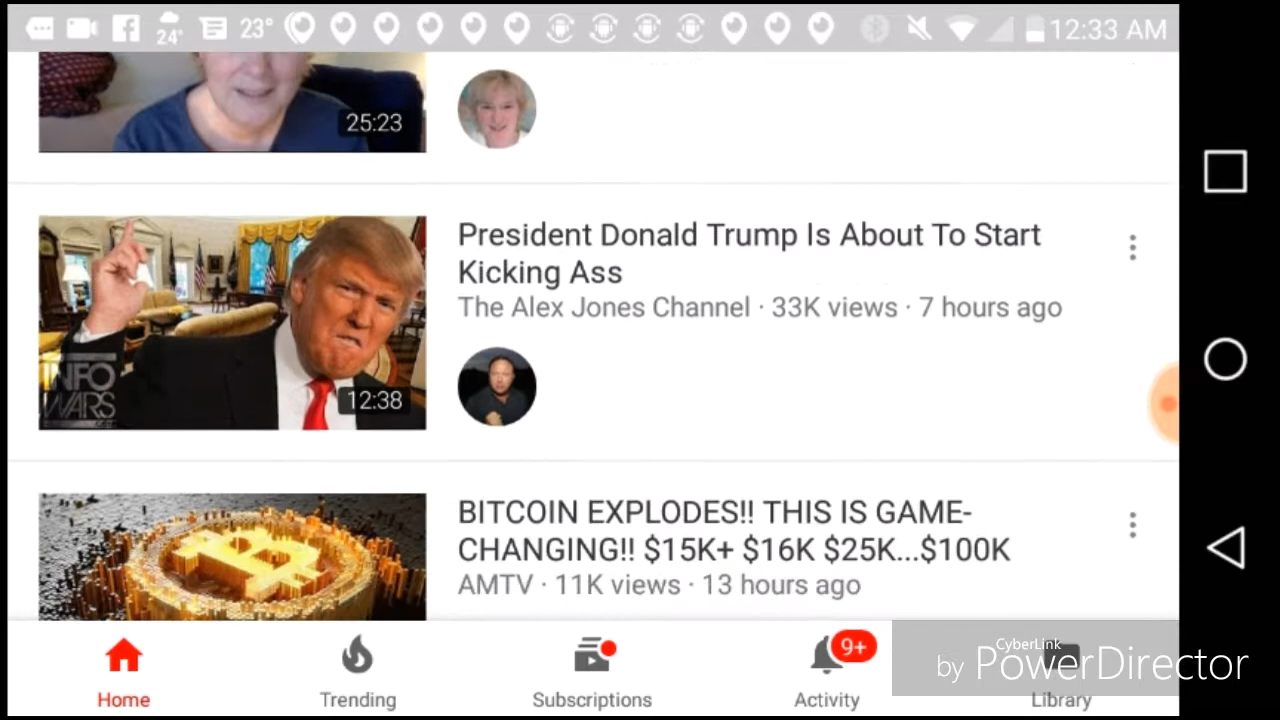 24° 23° 12:33 AM
25:23
President Donald Trump Is About To Start
Kicking Ass
The Alex Jones Channel · 33K views · 7 hours ago
INFO
WARS
12:38
BITCOIN EXPLODES!! THIS IS GAME-
CHANGING!! $15K+ $16K $25K...$100K
AMTV · 11K views · 13 hours ago
9+
CyberLink
by PowerDirector
Home Trending Subscriptions Activity Library